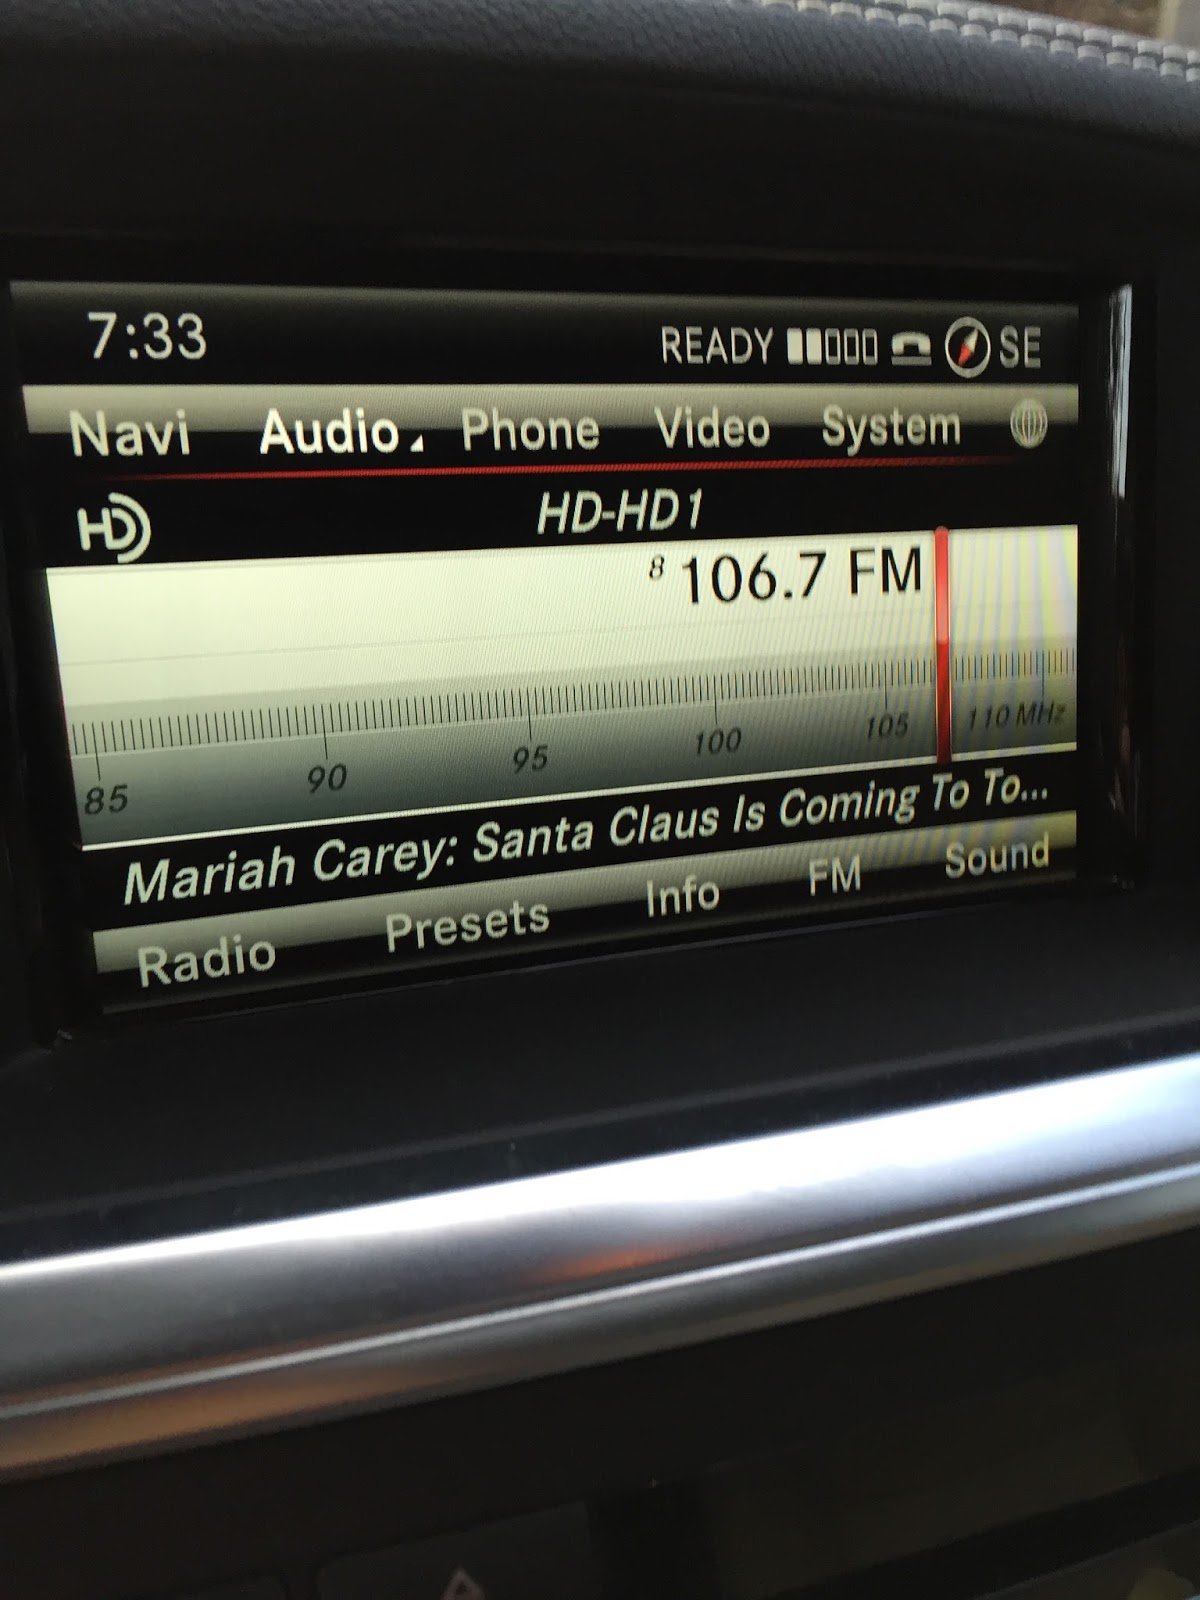 7:33 READY SE
Navi Audio Phone Video System
HD HD-HD1
8 106.7 FM
85 90 95 100 105 110 MHz
Mariah Carey: Santa Claus Is Coming To To...
Radio Presets Info FM Sound